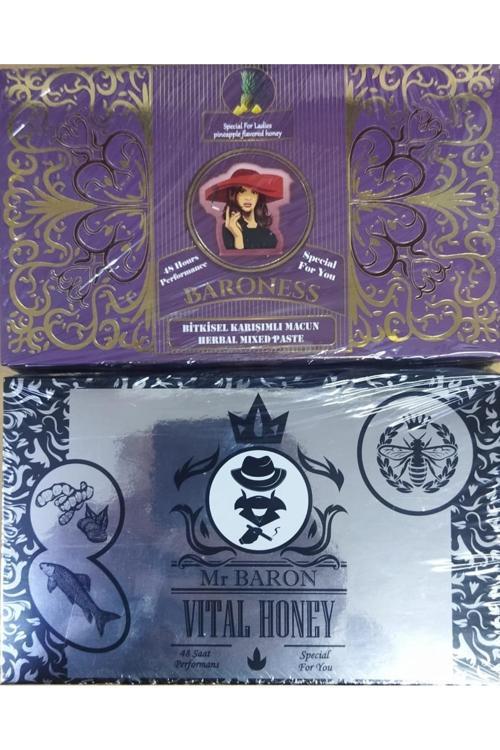 Special For Ladies
pineapple flavored honey
48 Hours
Performance
Special
For You
BARONESS
BİTKİSEL KARIŞIMLI MACUN
HERBAL MIXED PASTE
Mr BARON
VITAL HONEY
48 Saat
Performans
Special
For You